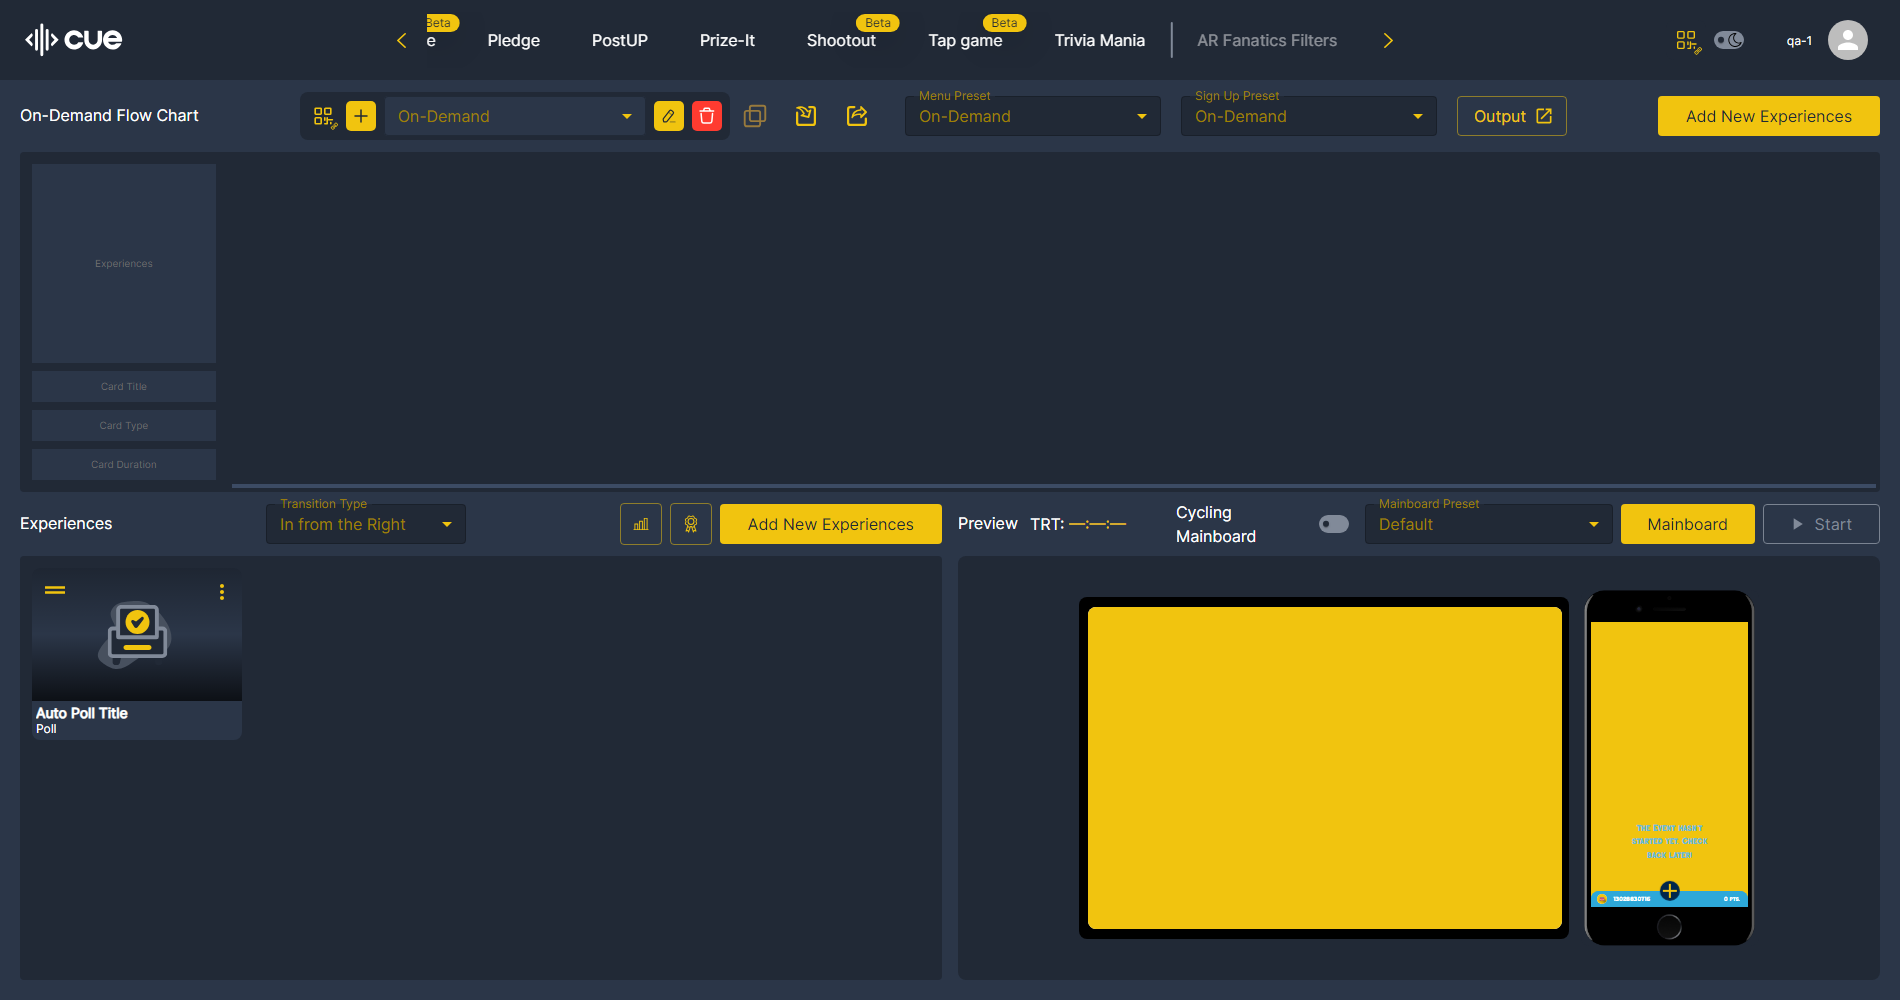 cue
e
Beta
Pledge
PostUP
Prize-It
Shootout
Beta
Tap game
Beta
Trivia Mania
AR Fanatics Filters
qa-1
On-Demand Flow Chart
On-Demand
Menu Preset
On-Demand
Sign Up Preset
On-Demand
Output
Add New Experiences
Experiences
Card Title
Card Type
Card Duration
Experiences
Transition Type
In from the Right
Add New Experiences
Preview
TRT: —:—:—
Cycling
Mainboard
Mainboard Preset
Default
Mainboard
Start
Auto Poll Title
Poll
THE EVENT HASN'T
STARTED YET. CHECK
BACK LATER!
0 PTS.